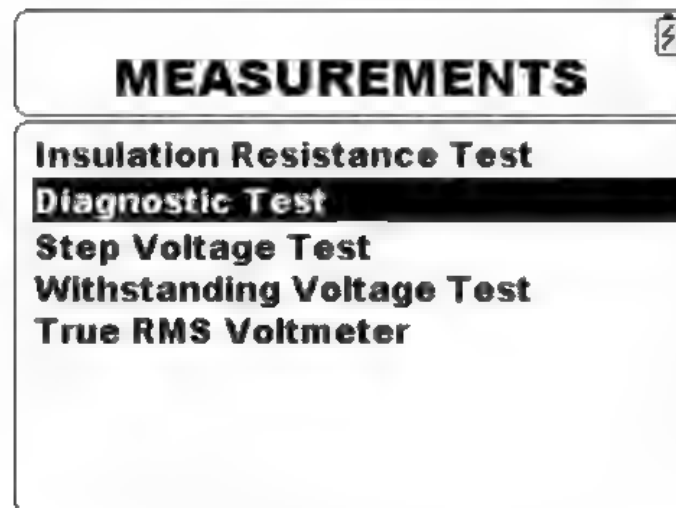 MEASUREMENTS
Insulation Resistance Test
Diagnostic Test
Step Voltage Test
Withstanding Voltage Test
True RMS Voltmeter